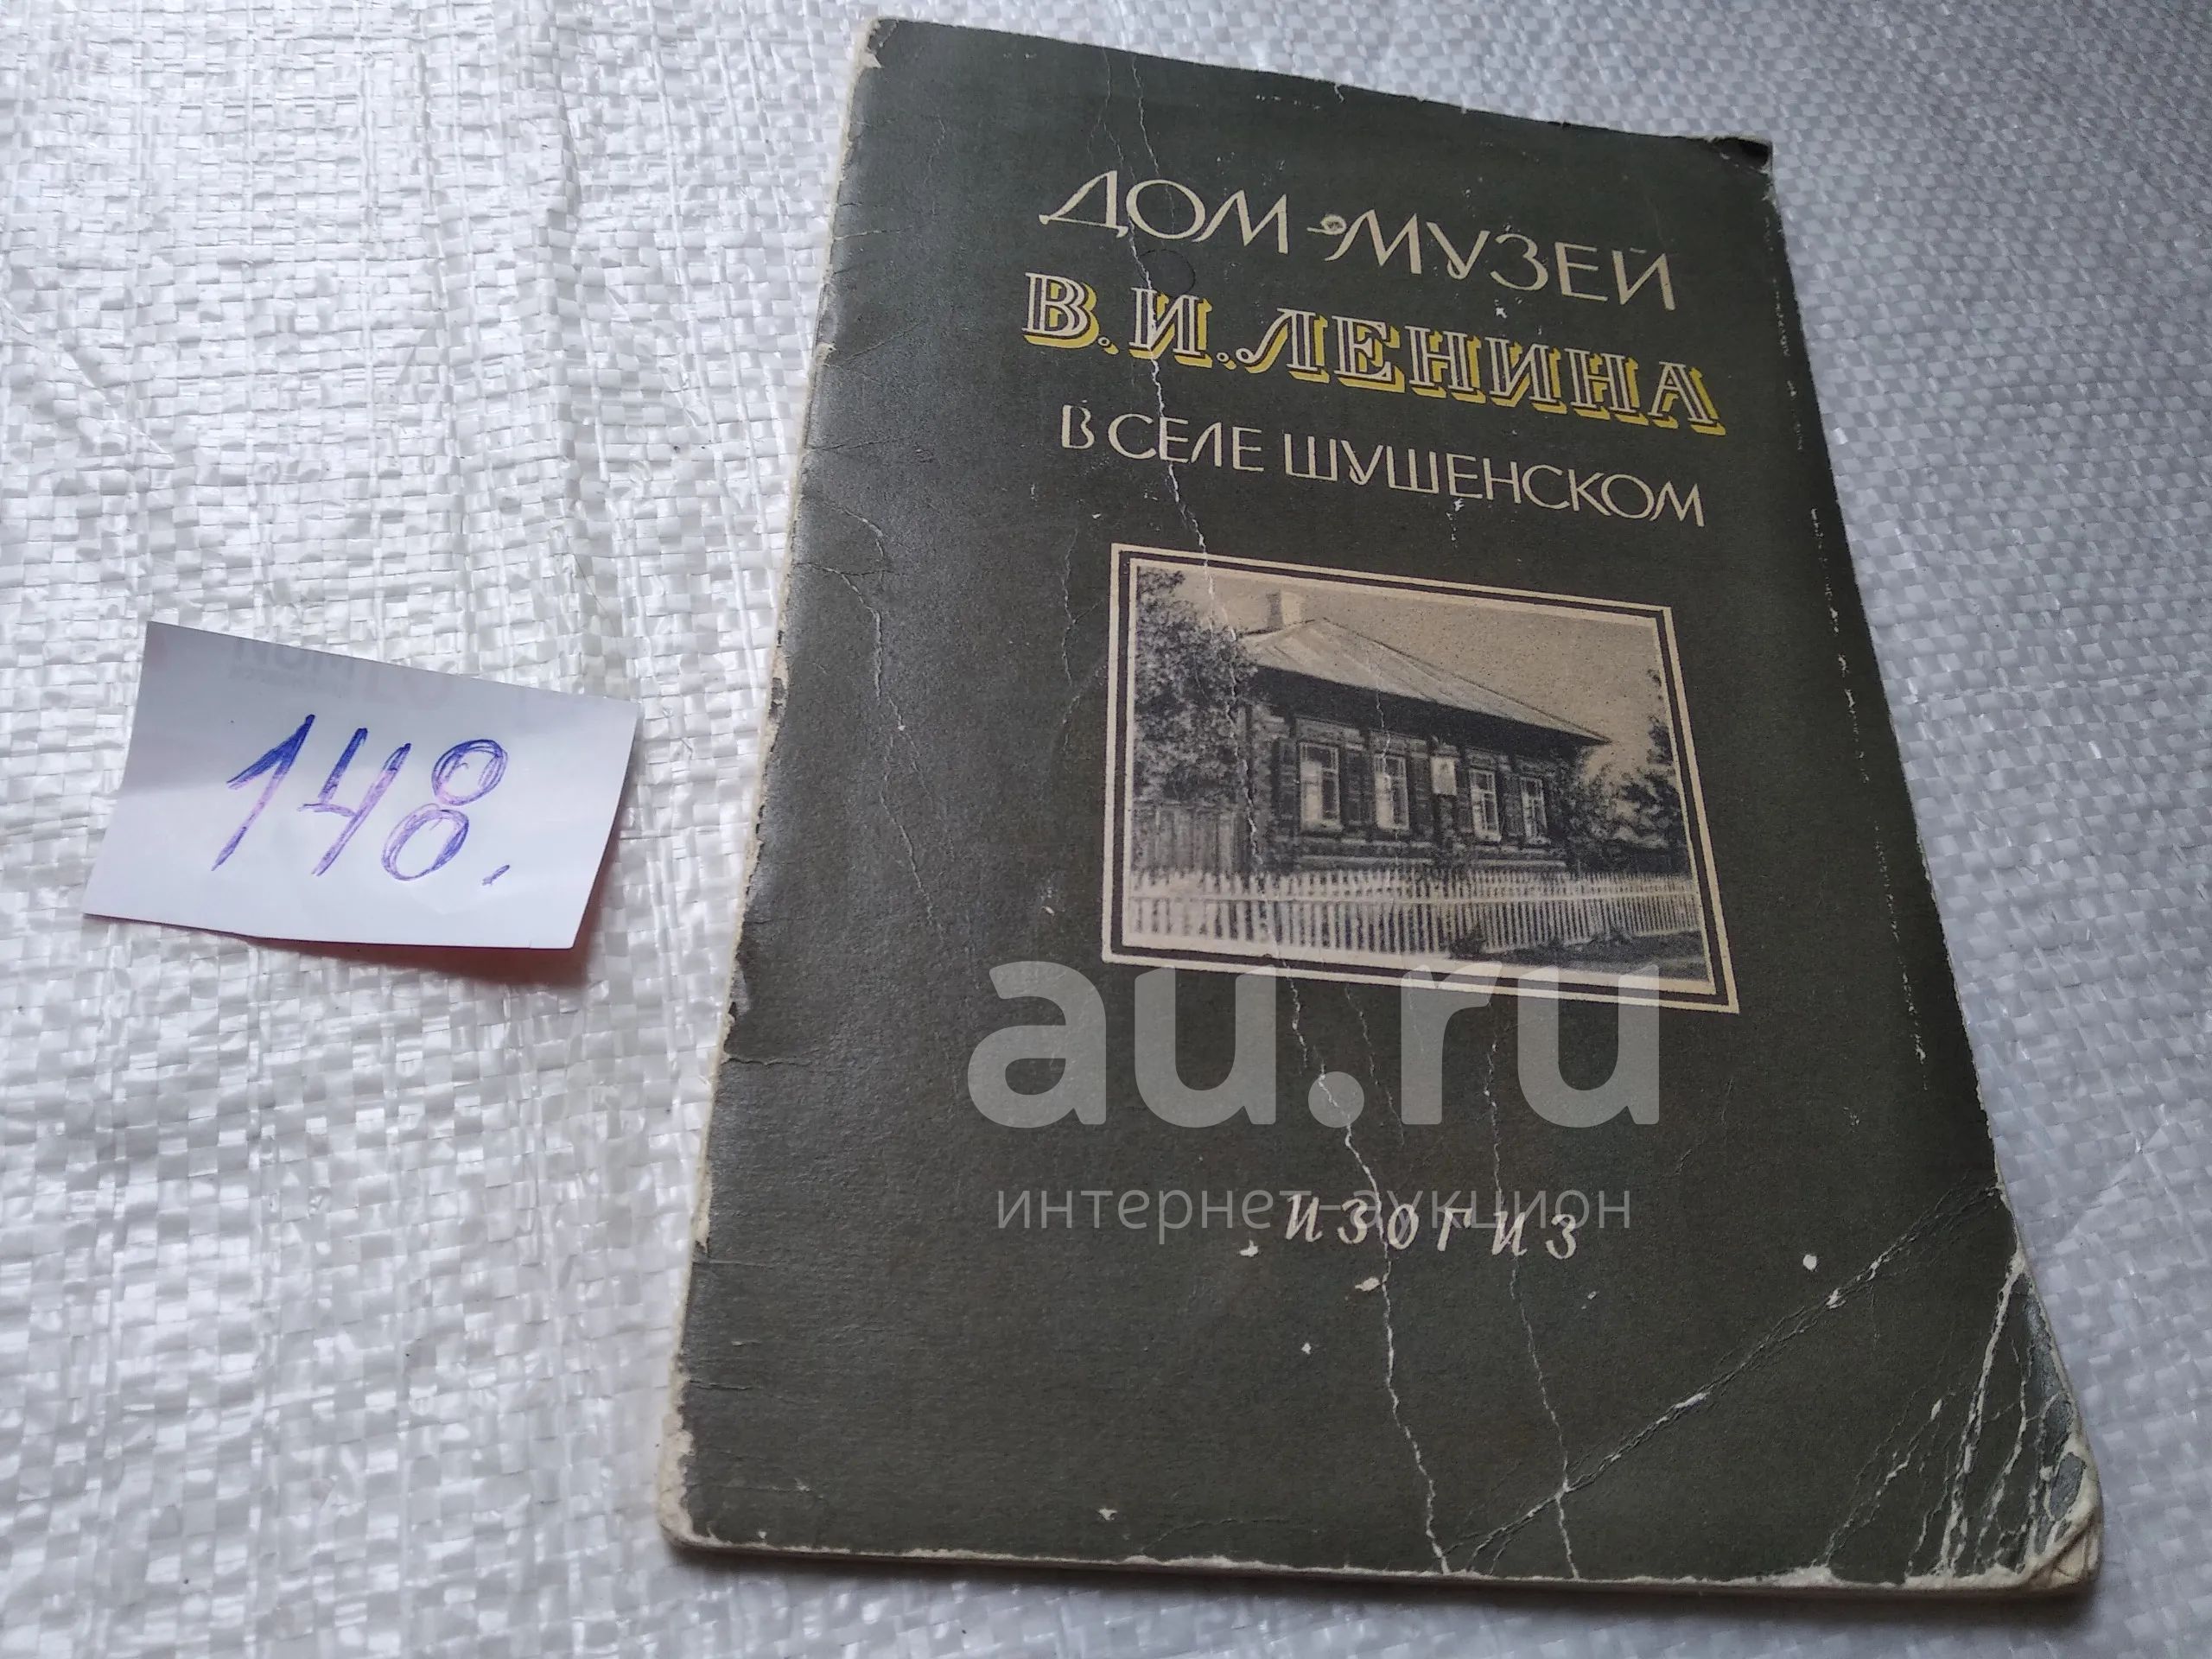 ДОМ-МУЗЕЙ
В.И.ЛЕНИНА
В СЕЛЕ ШУШЕНСКОМ
148.
au.ru
интернет-аукцион
ИЗОГИЗ